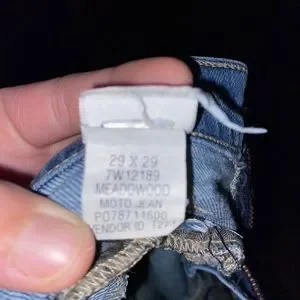 29 X 29
7W12189
MEADOWOOD
MOTO JEAN
PO78711500
VENDOR ID